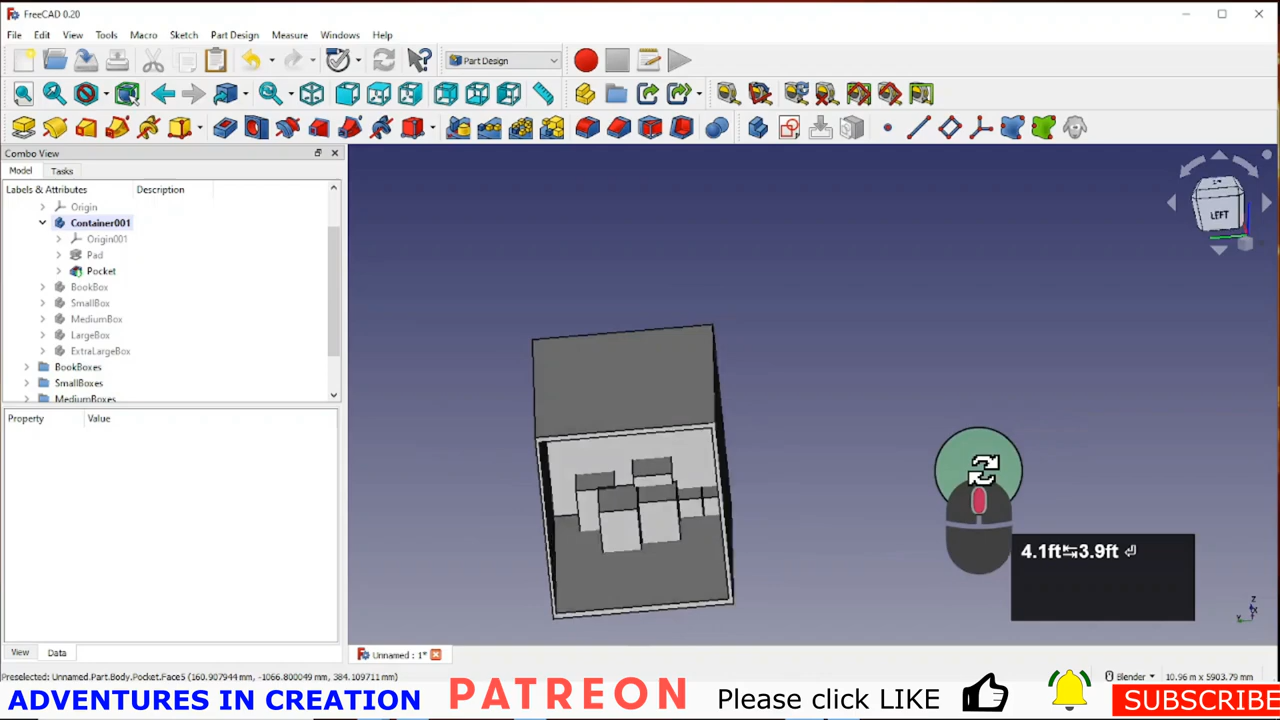 FreeCAD 0.20
File Edit View Tools Macro Sketch Part Design Measure Windows Help
Part Design
Combo View
Model Tasks
Labels & Attributes Description
Origin
Container001
Origin001
Pad
Pocket
BookBox
SmallBox
MediumBox
LargeBox
ExtraLargeBox
BookBoxes
SmallBoxes
MediumBoxes
Property Value
LEFT
4.1ft↹3.9ft ⏎
View Data
Unnamed : 1*
Preselected: Unnamed.Part.Body.Pocket.Face5 (160.907944 mm, -1066.800049 mm, 384.109711 mm)
Blender
10.96 m x 5903.79 mm
ADVENTURES IN CREATION PATREON Please click LIKE SUBSCRIBE